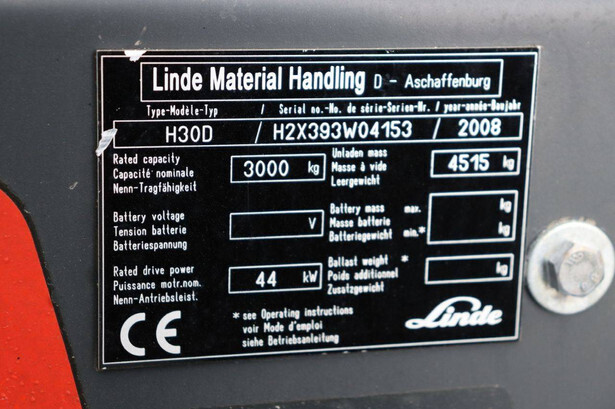 Linde Material Handling D - Aschaffenburg
Type-Modèle-Typ / Serial no.-No. de série-Serien-Nr. / year-année-Baujahr
H30D / H2X393W04153 / 2008
Rated capacity
Capacité nominale
Nenn-Tragfähigkeit
3000 kg
Unladen mass
Masse à vide
Leergewicht
4515 kg
Battery voltage
Tension batterie
Batteriespannung
V
Battery mass max.
Masse batterie
Batteriegewicht min.*
kg
kg
Rated drive power
Puissance motr.nom.
Nenn-Antriebsleist.
44 kW
Ballast weight *
Poids additionnel
Zusatzgewicht
kg
CE
* see Operating instructions
voir Mode d'emploi
siehe Betriebsanleitung
Linde